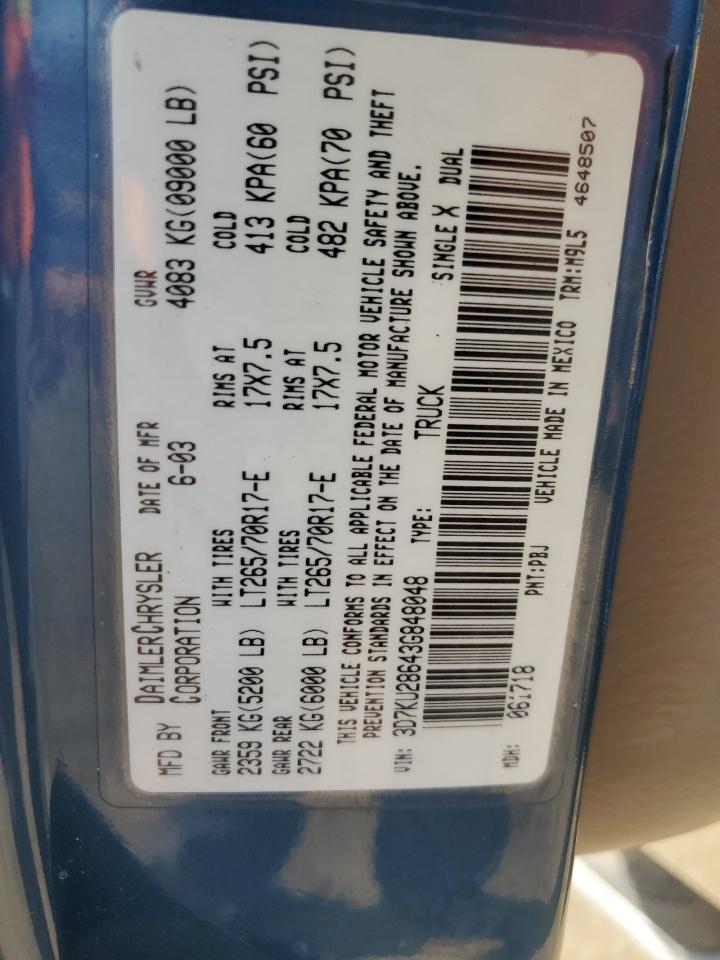 MFD BY DAIMLERCHRYSLER CORPORATION DATE OF MFR 6-03 GVWR 4083 KG(09000 LB)
GAWR FRONT WITH TIRES RIMS AT COLD
2359 KG(5200 LB) LT265/70R17-E 17X7.5 413 KPA(60 PSI)
GAWR REAR WITH TIRES RIMS AT COLD
2722 KG(6000 LB) LT265/70R17-E 17X7.5 482 KPA(70 PSI)
THIS VEHICLE CONFORMS TO ALL APPLICABLE FEDERAL MOTOR VEHICLE SAFETY AND THEFT
PREVENTION STANDARDS IN EFFECT ON THE DATE OF MANUFACTURE SHOWN ABOVE.
VIN: 3D7KU28643G848048 TYPE: TRUCK SINGLE X DUAL
MDH: 061718 PNT:PBJ VEHICLE MADE IN MEXICO TRM:M9L5 4648507